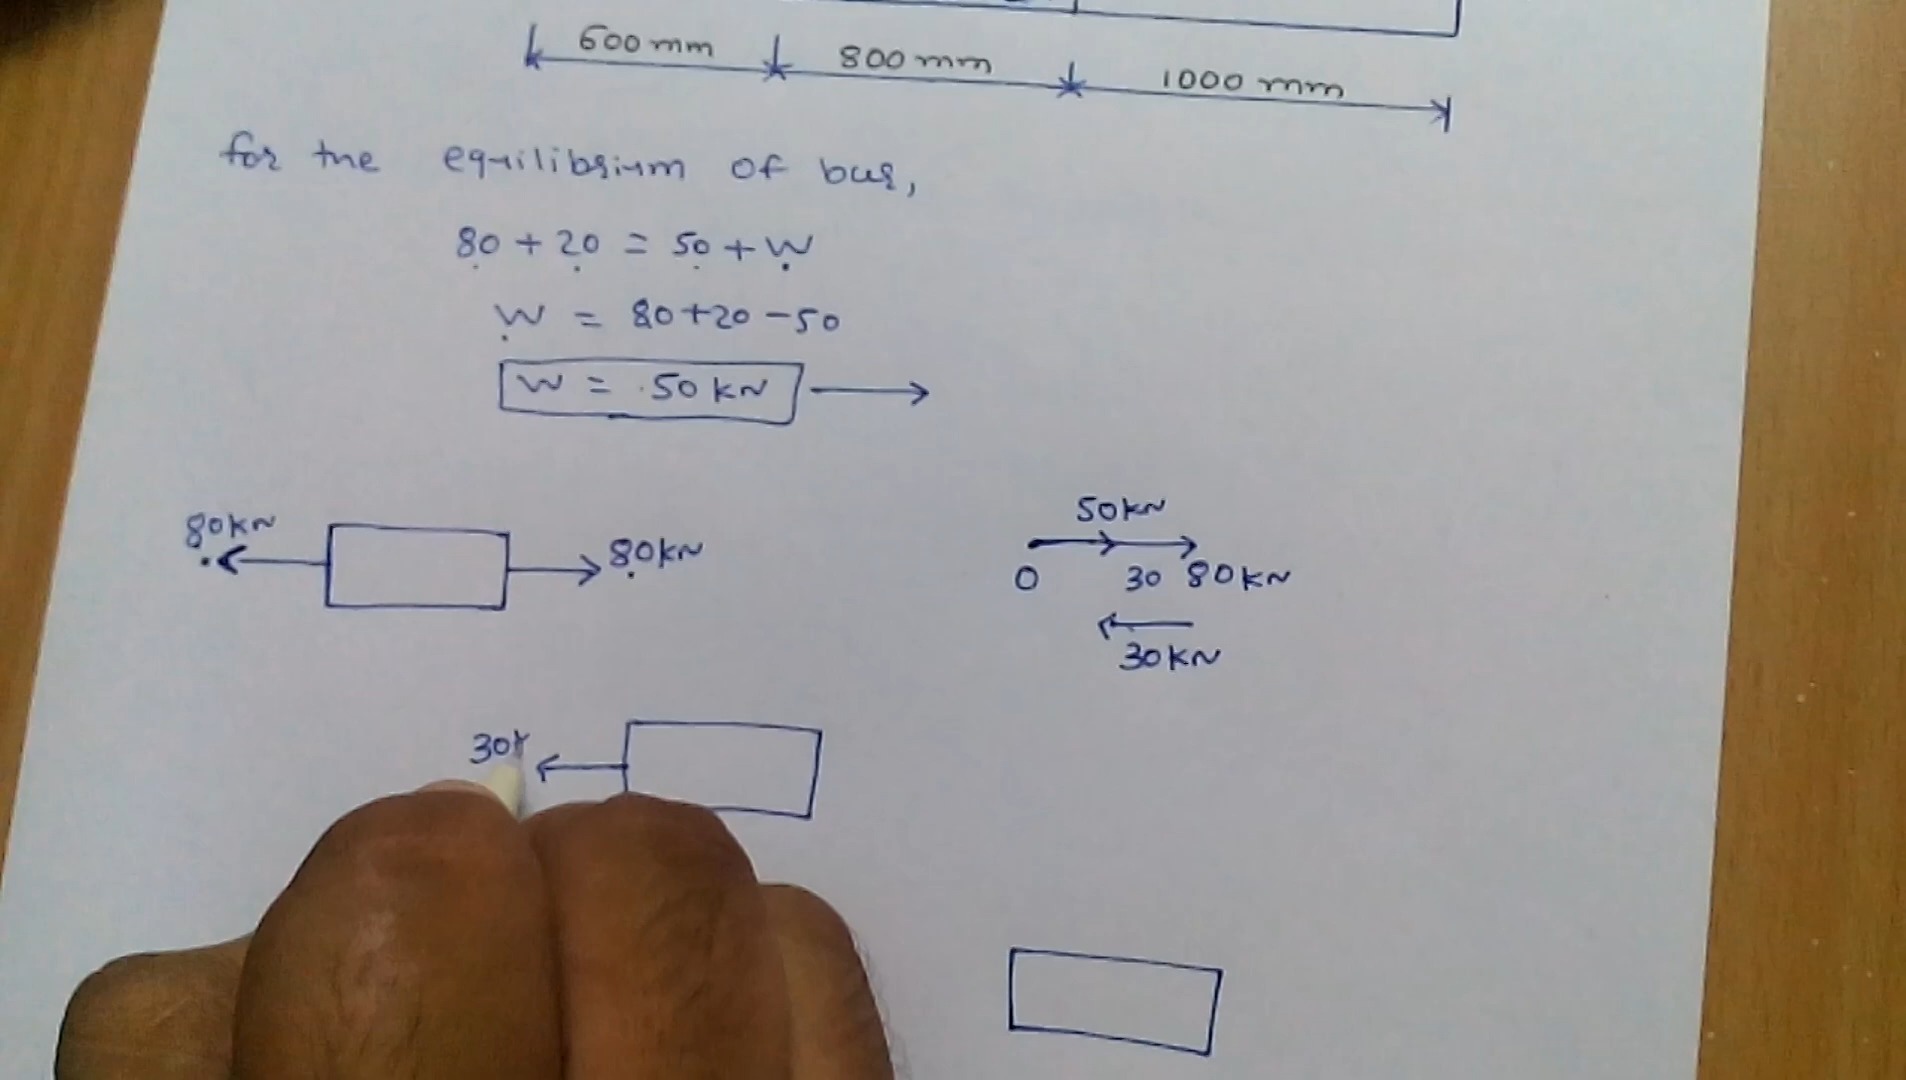 600 mm 800 mm 1000 mm
for the equilibrium of bar,
80 + 20 = 50 + W
W = 80+20-50
W = 50 kN
80kN
80kN
50kN
0 30 80kN
30kN
30k